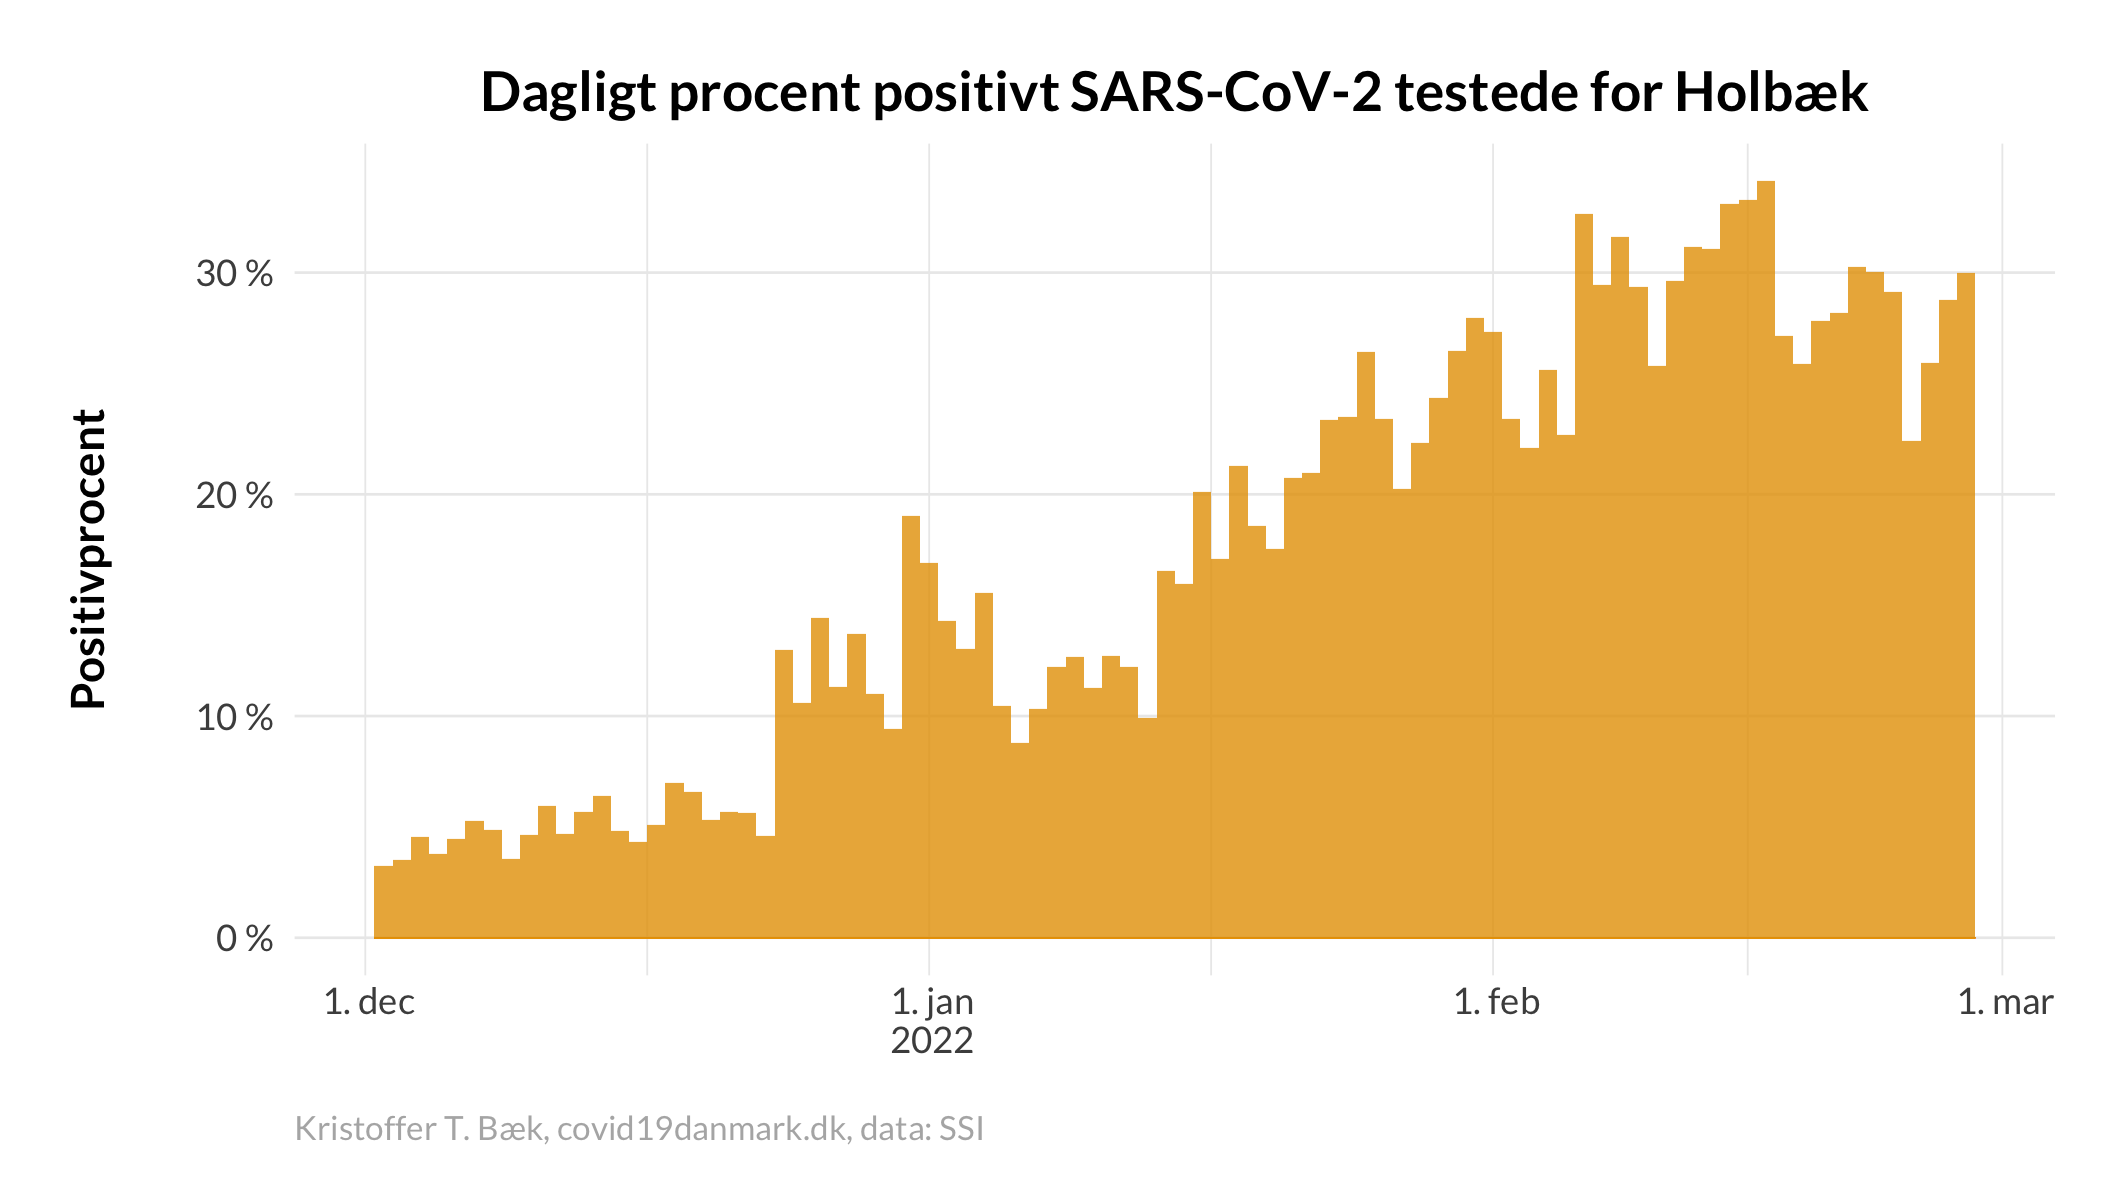 Dagligt procent positivt SARS-CoV-2 testede for Holbæk
Positivprocent
30 %
20 %
10 %
0 %
1. dec
1. jan
2022
1. feb
1. mar
Kristoffer T. Bæk, covid19danmark.dk, data: SSI